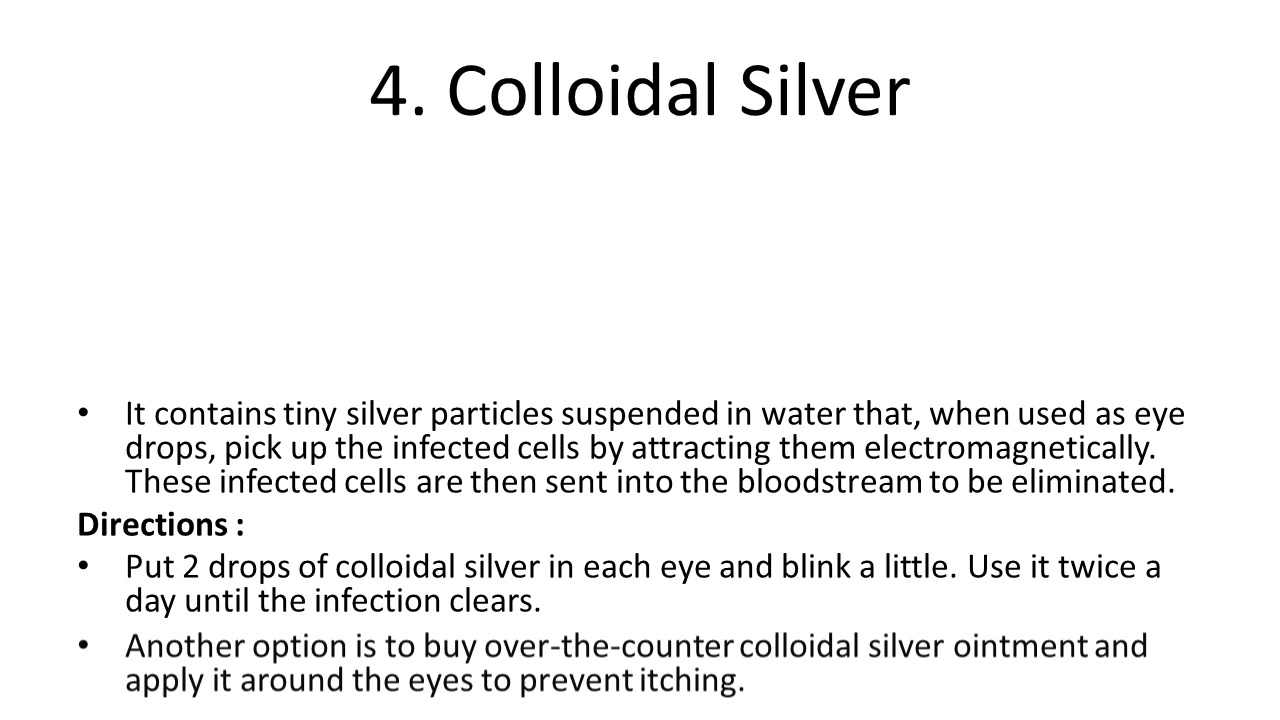 4. Colloidal Silver
• It contains tiny silver particles suspended in water that, when used as eye
drops, pick up the infected cells by attracting them electromagnetically.
These infected cells are then sent into the bloodstream to be eliminated.
Directions :
• Put 2 drops of colloidal silver in each eye and blink a little. Use it twice a
day until the infection clears.
• Another option is to buy over-the-counter colloidal silver ointment and
apply it around the eyes to prevent itching.